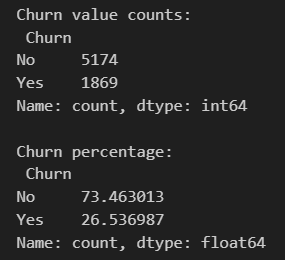 Churn value counts:
 Churn
No     5174
Yes    1869
Name: count, dtype: int64

Churn percentage:
 Churn
No     73.463013
Yes    26.536987
Name: count, dtype: float64